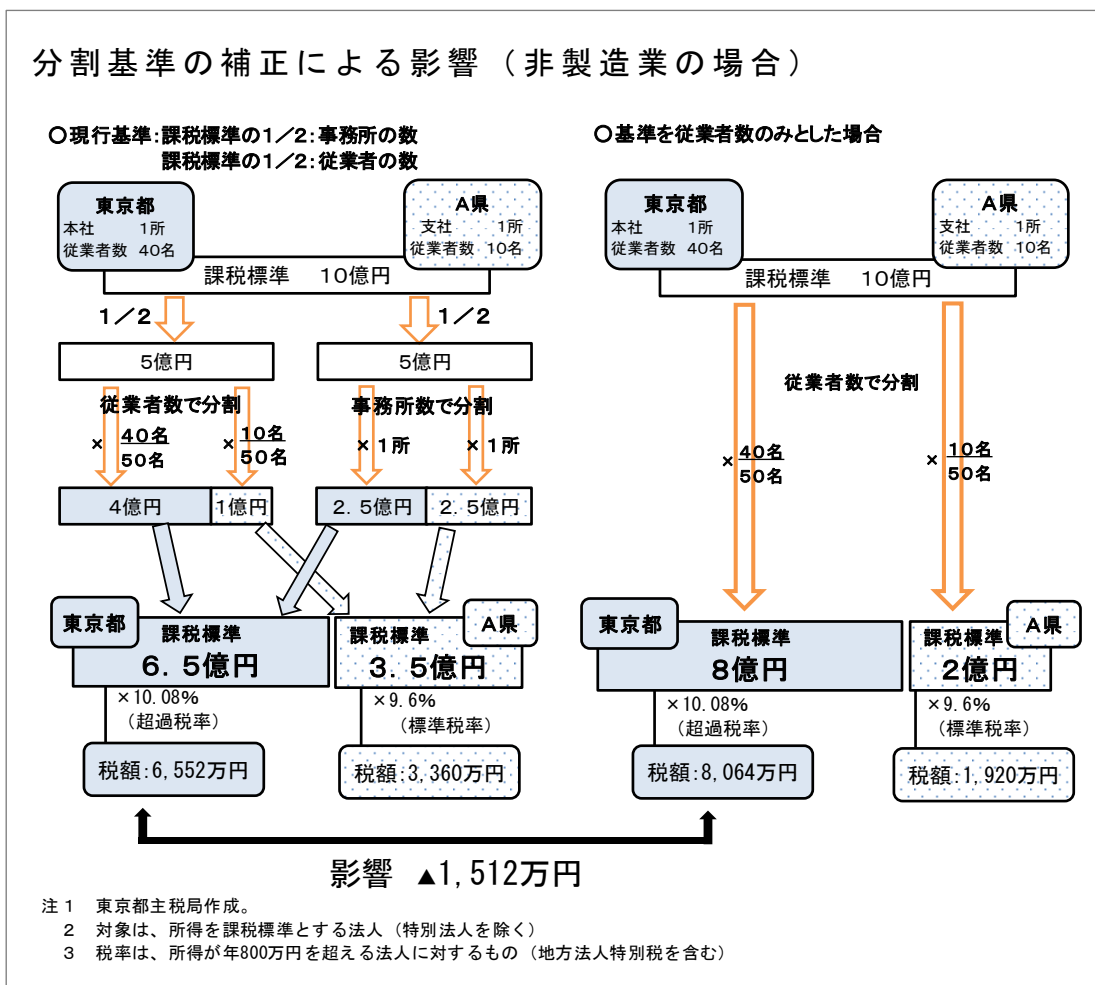 分割基準の補正による影響（非製造業の場合）
○現行基準：課税標準の１／２：事務所の数
課税標準の１／２：従業者の数
東京都
本社　１所
従業者数　40名
Ａ県
支社　１所
従業者数　１０名
課税標準　１０億円
１／２
１／２
５億円
５億円
従業者数で分割
事務所数で分割
×
４０名
５０名
×
１０名
５０名
×１所
×１所
４億円
１億円
２．５億円
２．５億円
東京都
課税標準
６．５億円
Ａ県
課税標準
３．５億円
×10.08%
（超過税率）
×9.6%
（標準税率）
税額：6,552万円
税額：3,360万円
○基準を従業者数のみとした場合
東京都
本社　１所
従業者数　40名
Ａ県
支社　１所
従業者数　１０名
課税標準　１０億円
従業者数で分割
×
４０名
５０名
×
１０名
５０名
東京都
課税標準
８億円
Ａ県
課税標準
２億円
×10.08%
（超過税率）
×9.6%
（標準税率）
税額：8,064万円
税額：1,920万円
影響　▲1,512万円
注１　東京都主税局作成。
２　対象は、所得を課税標準とする法人（特別法人を除く）
３　税率は、所得が年800万円を超える法人に対するもの（地方法人特別税を含む）